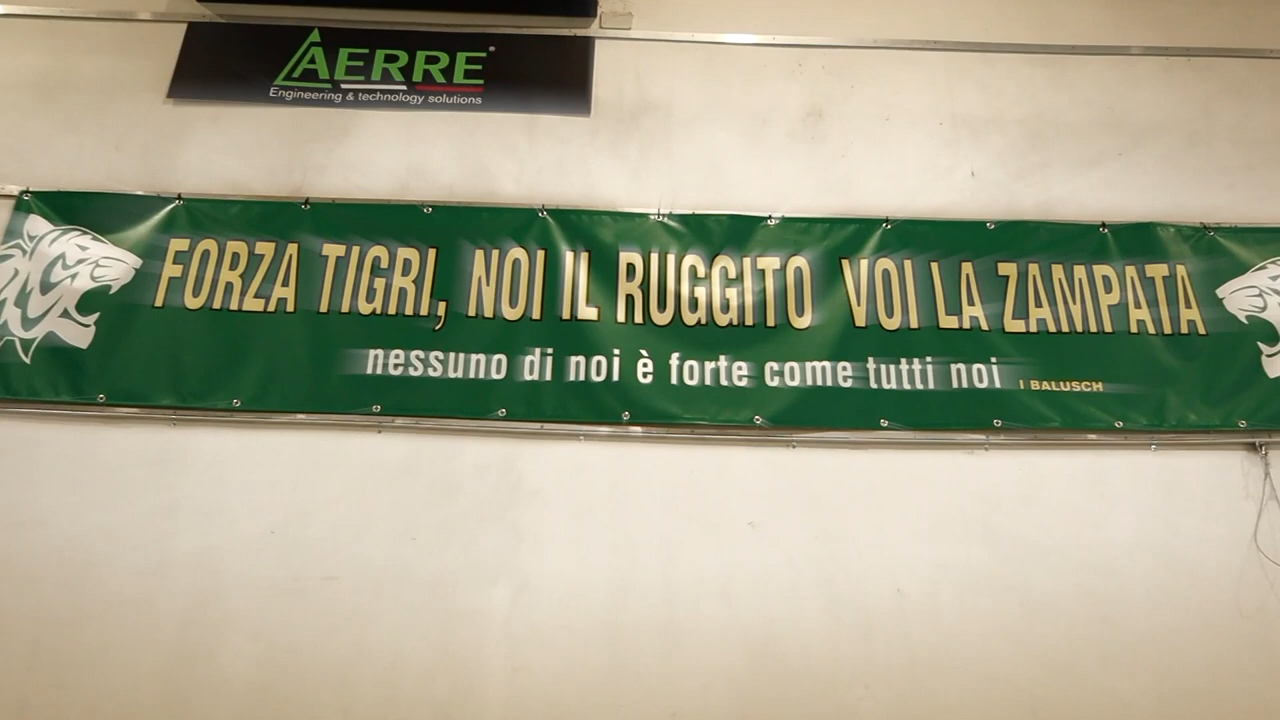 AERRE
Engineering & technology solutions
FORZA TIGRI, NOI IL RUGGITO VOI LA ZAMPATA
nessuno di noi è forte come tutti noi
I BALUSCH